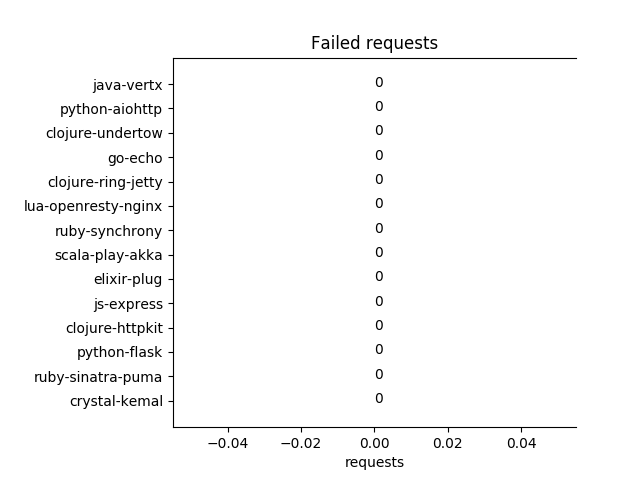 Failed requests
java-vertx 0
python-aiohttp 0
clojure-undertow 0
go-echo 0
clojure-ring-jetty 0
lua-openresty-nginx 0
ruby-synchrony 0
scala-play-akka 0
elixir-plug 0
js-express 0
clojure-httpkit 0
python-flask 0
ruby-sinatra-puma 0
crystal-kemal 0
−0.04 −0.02 0.00 0.02 0.04
requests